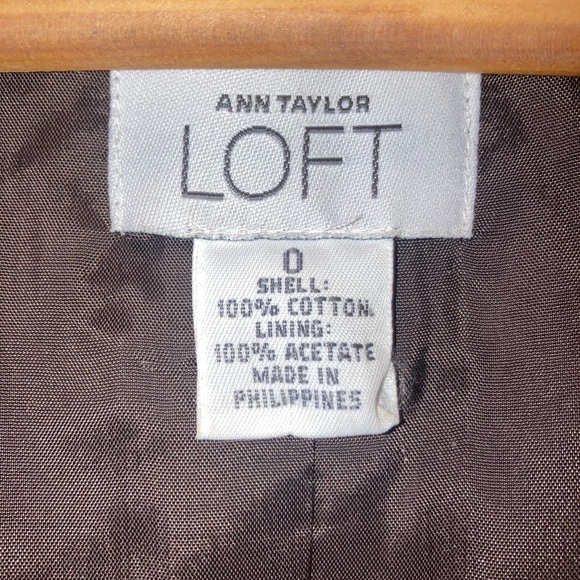 ANN TAYLOR
LOFT
0
SHELL:
100% COTTON.
LINING:
100% ACETATE
MADE IN
PHILIPPINES